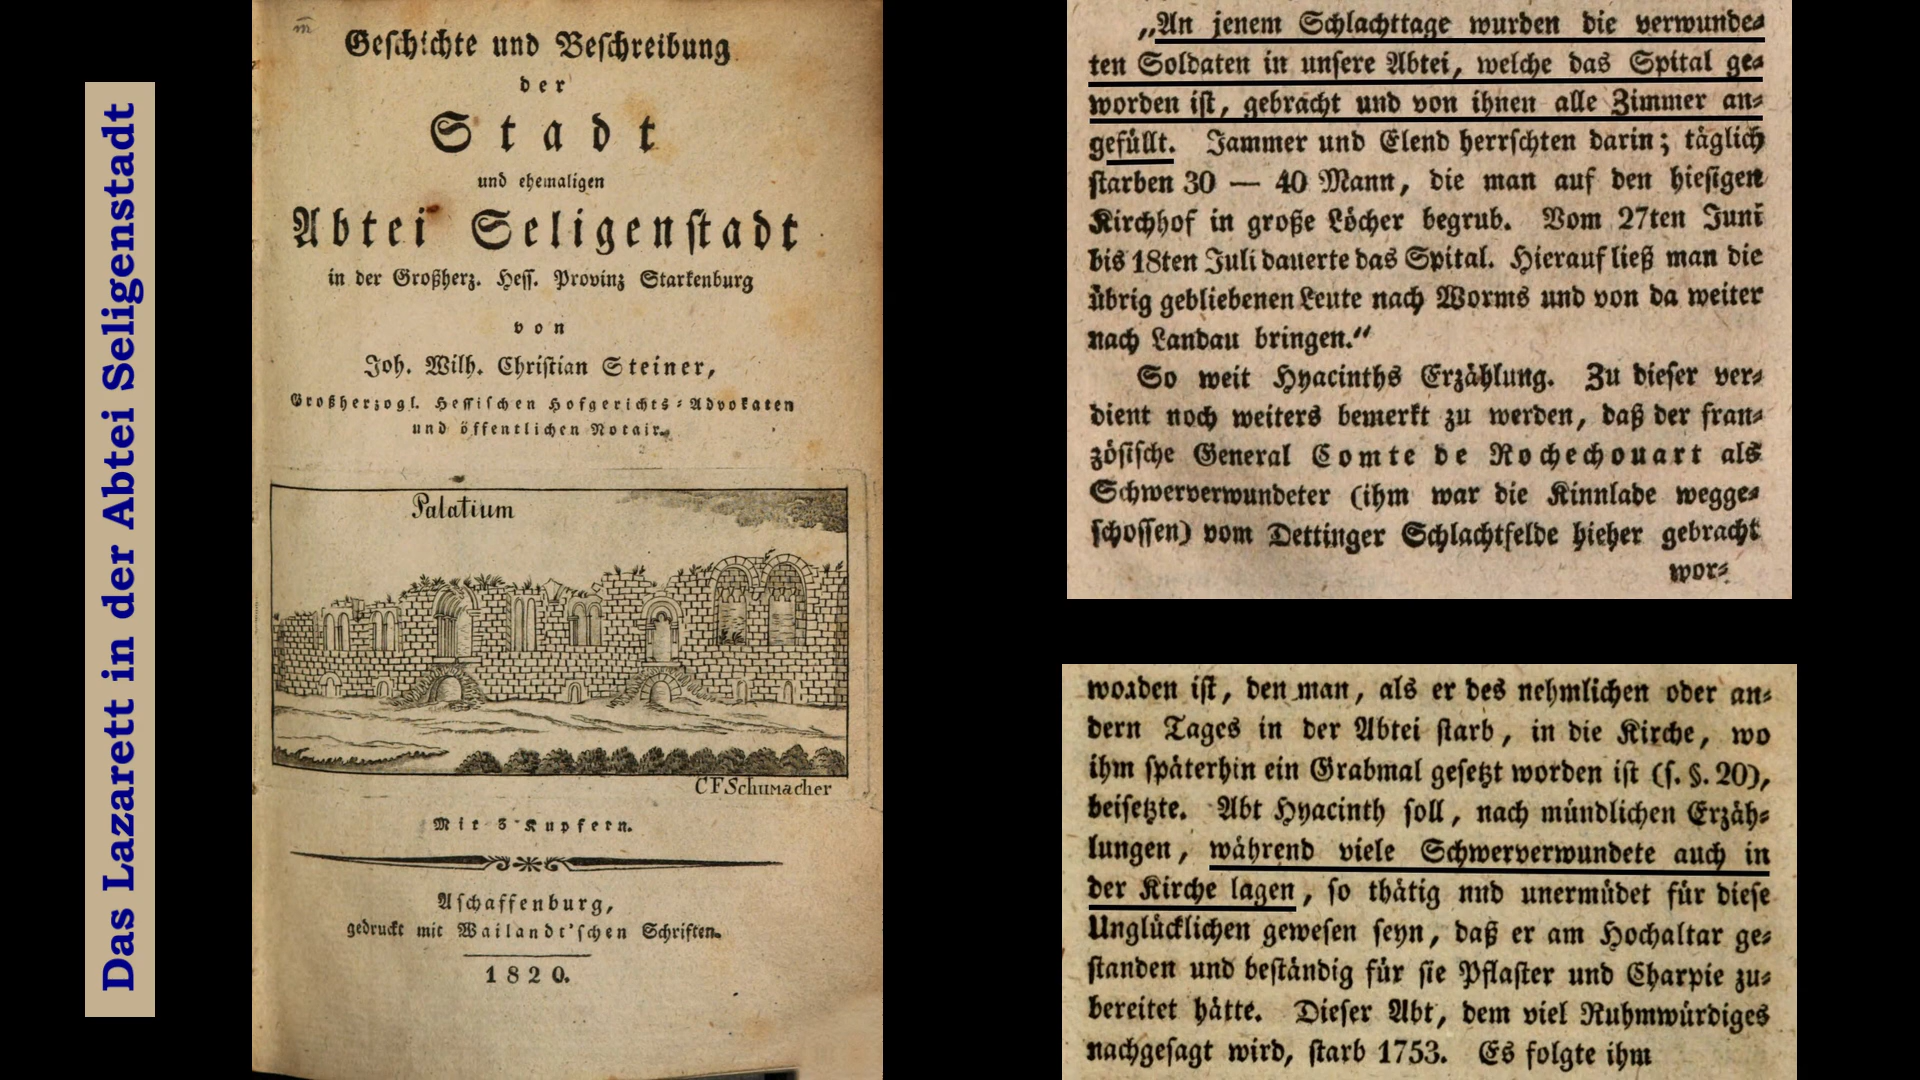 Das Lazarett in der Abtei Seligenstadt
Geschichte und Beschreibung
der
Stadt
und ehemaligen
Abtei Seligenstadt
in der Großherz. Hess. Provinz Starkenburg
von
Joh. Wilh. Christian Steiner,
Großherzogl. Hessischen Hofgerichts-Advokaten
und öffentlichen Notair.
Palatium
CFSchumacher
Mit 3 Kupfern.
Aschaffenburg,
gedruckt mit Wailandt'schen Schriften.
1820.
„An jenem Schlachttage wurden die verwunde-
ten Soldaten in unsere Abtei, welche das Spital ge-
worden ist, gebracht und von ihnen alle Zimmer an-
gefüllt. Jammer und Elend herrschten darin; täglich
starben 30 — 40 Mann, die man auf den hiesigen
Kirchhof in große Löcher begrub. Vom 27ten Juni
bis 18ten Juli dauerte das Spital. Hierauf ließ man die
übrig gebliebenen Leute nach Worms und von da weiter
nach Landau bringen.“
So weit Hyacinths Erzählung. Zu dieser ver-
dient noch weiters bemerkt zu werden, daß der fran-
zösische General Comte de Rochechouart als
Schwerverwundeter (ihm war die Kinnlade wegge-
schossen) vom Dettinger Schlachtfelde hieher gebracht
wor-
worden ist, den man, als er des nehmlichen oder an-
dern Tages in der Abtei starb, in die Kirche, wo
ihm späterhin ein Grabmal gesetzt worden ist (s. §. 20),
beisetzte. Abt Hyacinth soll, nach mündlichen Erzäh-
lungen, während viele Schwerverwundete auch in
der Kirche lagen, so thätig nnd unermüdet für diese
Unglücklichen gewesen seyn, daß er am Hochaltar ge-
standen und beständig für sie Pflaster und Charpie zu-
bereitet hätte. Dieser Abt, dem viel Ruhmwürdiges
nachgesagt wird, starb 1753. Es folgte ihm